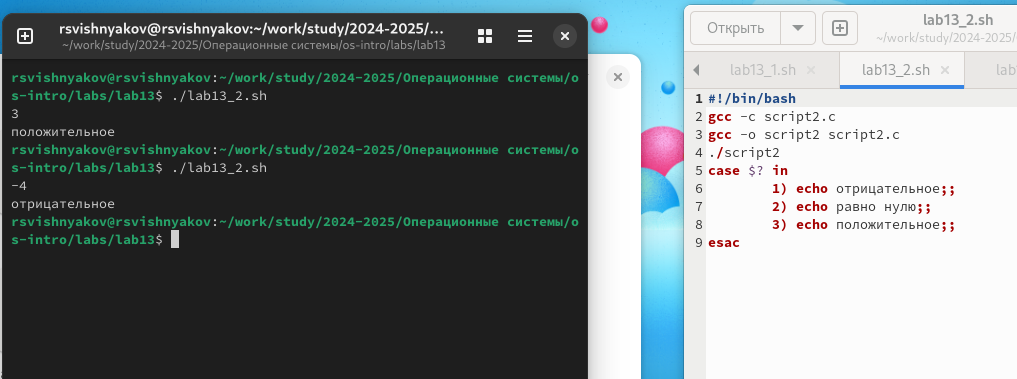 rsvishnyakov@rsvishnyakov:~/work/study/2024-2025/...
~/work/study/2024-2025/Операционные системы/os-intro/labs/lab13
rsvishnyakov@rsvishnyakov:~/work/study/2024-2025/Операционные системы/o
s-intro/labs/lab13$ ./lab13_2.sh
3
положительное
rsvishnyakov@rsvishnyakov:~/work/study/2024-2025/Операционные системы/o
s-intro/labs/lab13$ ./lab13_2.sh
-4
отрицательное
rsvishnyakov@rsvishnyakov:~/work/study/2024-2025/Операционные системы/o
s-intro/labs/lab13$
Открыть
lab13_2.sh
~/work/study/2024-2025/
lab13_1.sh
lab13_2.sh
lab
1 #!/bin/bash
2 gcc -c script2.c
3 gcc -o script2 script2.c
4 ./script2
5 case $? in
6 1) echo отрицательное;;
7 2) echo равно нулю;;
8 3) echo положительное;;
9 esac